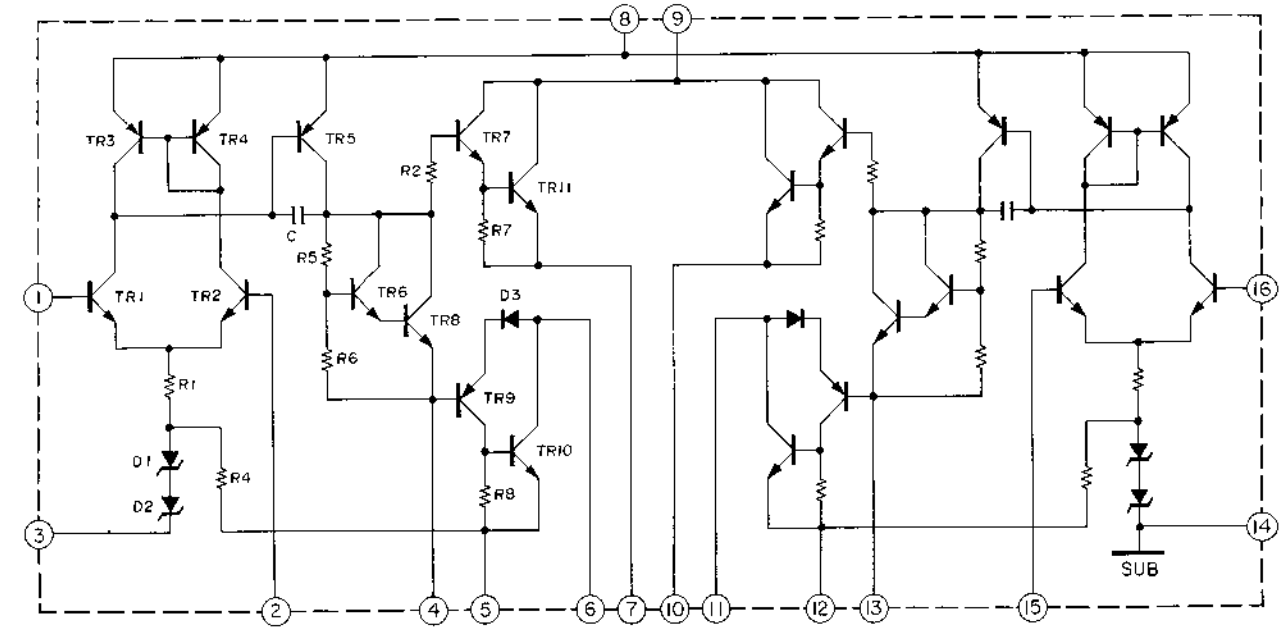 8 9
TR3 TR4 TR5 TR7
R2 TR11
C R7
R5
1 TR1 TR2 TR6 D3 16
TR8
R6
R1 TR9
D1 R4 TR10
D2 R8
3 14
SUB
2 4 5 6 7 10 11 12 13 15